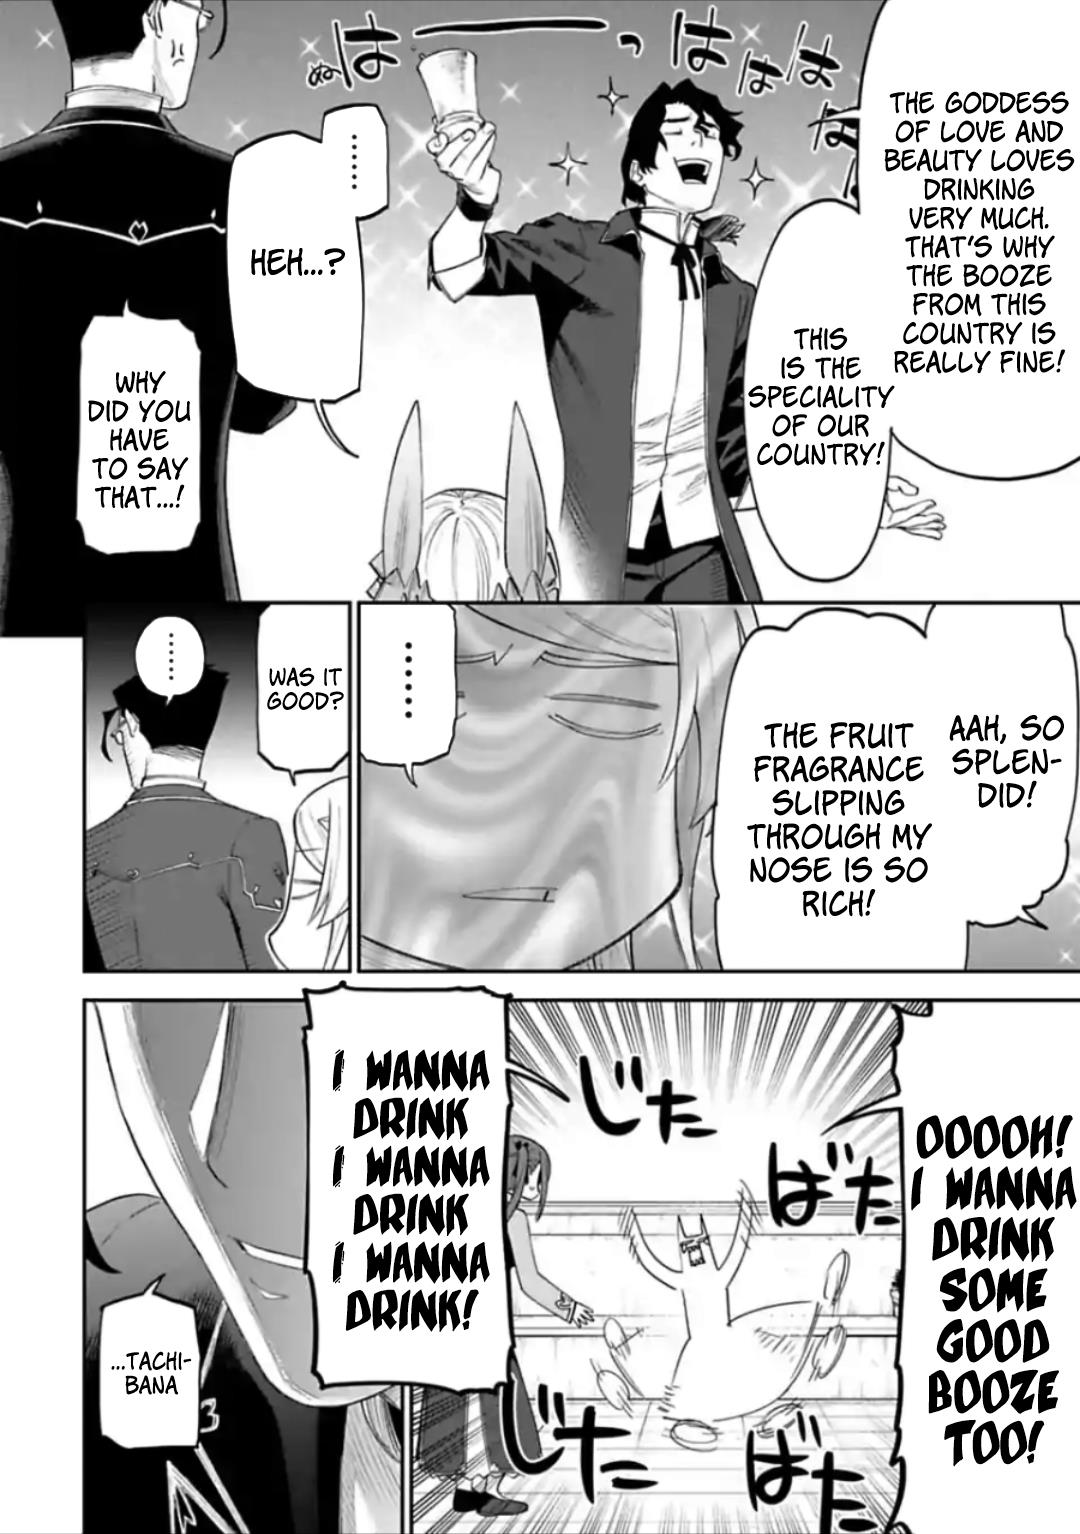 THE GODDESS
OF LOVE AND
BEAUTY LOVES
DRINKING
VERY MUCH.
THAT'S WHY
THE BOOZE
FROM THIS
COUNTRY IS
REALLY FINE!
THIS
IS THE
SPECIALITY
OF OUR
COUNTRY!
はーーっはははは
ぬ
......
HEH...?
WHY
DID YOU
HAVE
TO SAY
THAT...!
AAH, SO
SPLEN-
DID!
THE FRUIT
FRAGRANCE
SLIPPING
THROUGH MY
NOSE IS SO
RICH!
......
WAS IT
GOOD?
......
OOOOH!
I WANNA
DRINK
SOME
GOOD
BOOZE
TOO!
じた
ばた
じた
ばた
I WANNA
DRINK
I WANNA
DRINK
I WANNA
DRINK!
...TACHI-
BANA